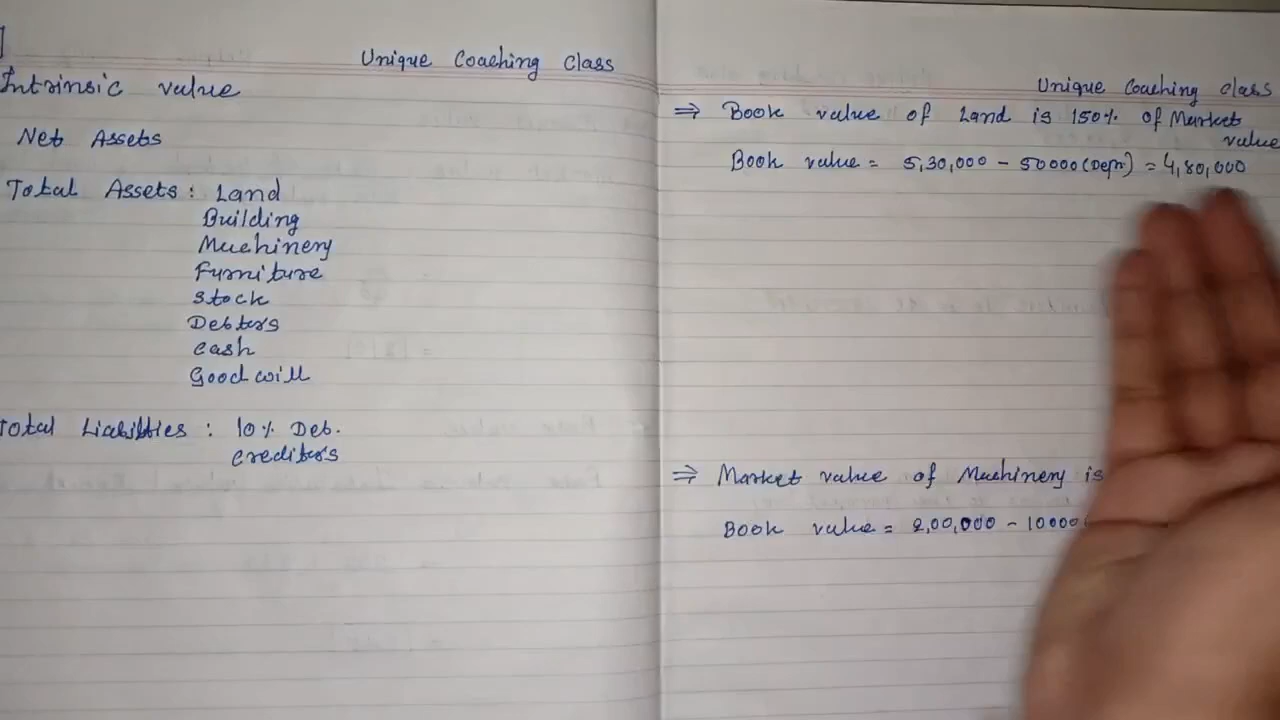 Unique Coaching Class
Intrinsic value
Net Assets
Total Assets : Land
Building
Machinery
Furniture
Stock
Debtors
cash
Goodwill
Total Liabilities : 10% Deb.
creditors
Unique Coaching Class
⇒ Book value of Land is 150% of Market
value
Book value = 5,30,000 - 50000 (Depn) = 4,80,000
⇒ Market value of Machinery is
Book value = 2,00,000 - 10000